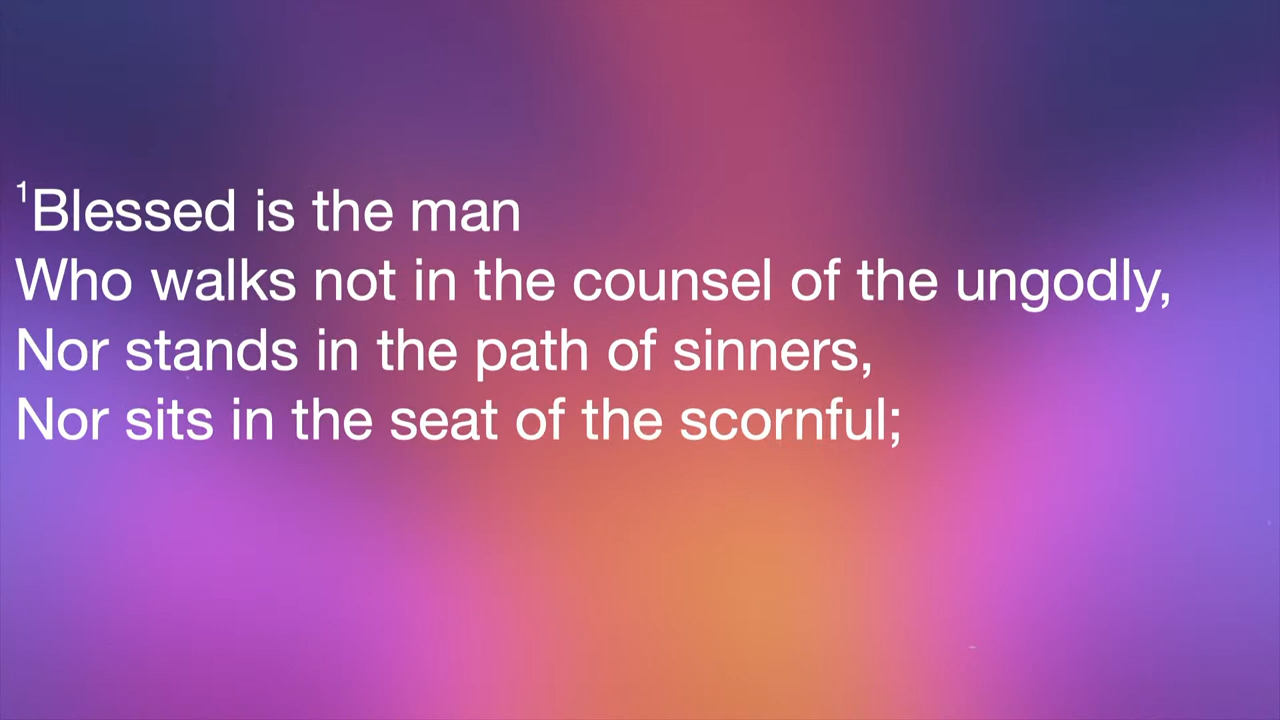 ¹Blessed is the man
Who walks not in the counsel of the ungodly,
Nor stands in the path of sinners,
Nor sits in the seat of the scornful;